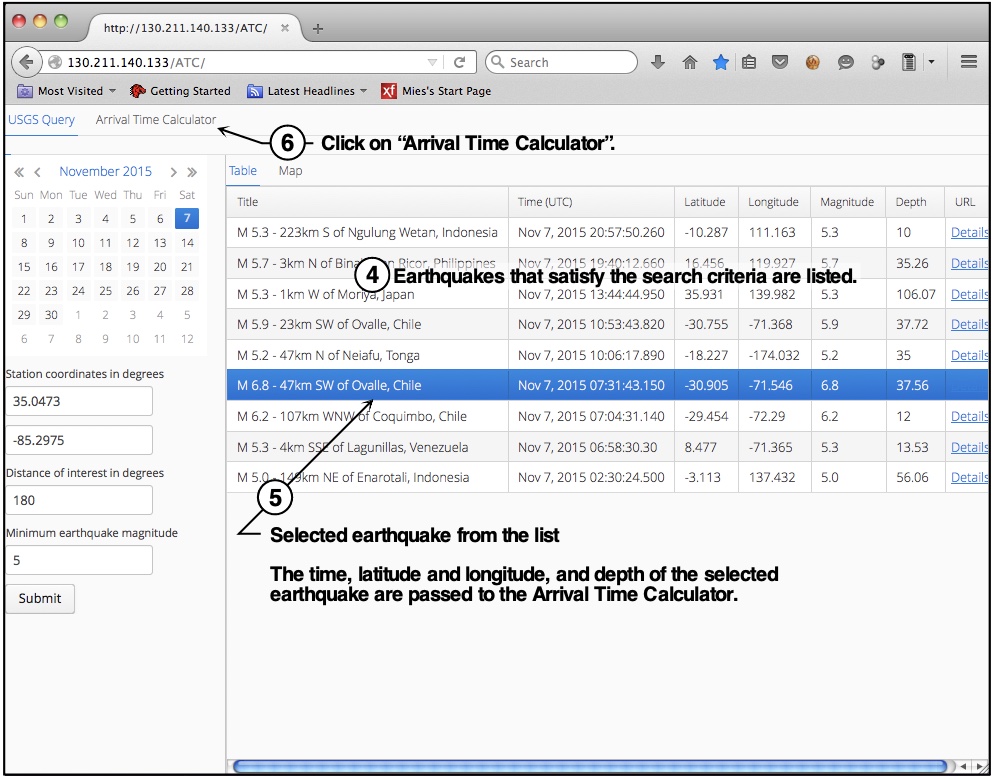 http://130.211.140.133/ATC/
130.211.140.133/ATC/ Search
Most Visited Getting Started Latest Headlines Mies's Start Page
USGS Query Arrival Time Calculator
6 Click on “Arrival Time Calculator”.
November 2015
Sun Mon Tue Wed Thu Fri Sat
1 2 3 4 5 6 7
8 9 10 11 12 13 14
15 16 17 18 19 20 21
22 23 24 25 26 27 28
29 30 1 2 3 4 5
6 7 8 9 10 11 12
Station coordinates in degrees
35.0473
-85.2975
Distance of interest in degrees
180
Minimum earthquake magnitude
5
Submit
Table Map
Title Time (UTC) Latitude Longitude Magnitude Depth URL
M 5.3 - 223km S of Ngulung Wetan, Indonesia Nov 7, 2015 20:57:50.260 -10.287 111.163 5.3 10 Details
M 5.7 - 3km N of Ricor, Philippines Nov 7, 2015 19:40:12.660 16.456 119.927 5.7 35.26 Details
4 Earthquakes that satisfy the search criteria are listed.
M 5.3 - 1km W of Moriya, Japan Nov 7, 2015 13:44:44.950 35.931 139.982 5.3 106.07 Details
M 5.9 - 23km SW of Ovalle, Chile Nov 7, 2015 10:53:43.820 -30.755 -71.368 5.9 37.72 Details
M 5.2 - 47km N of Neiafu, Tonga Nov 7, 2015 10:06:17.890 -18.227 -174.032 5.2 35 Details
M 6.8 - 47km SW of Ovalle, Chile Nov 7, 2015 07:31:43.150 -30.905 -71.546 6.8 37.56
M 6.2 - 107km WNW of Coquimbo, Chile Nov 7, 2015 07:04:31.140 -29.454 -72.29 6.2 12 Details
M 5.3 - 4km SSE of Lagunillas, Venezuela Nov 7, 2015 06:58:30.30 8.477 -71.365 5.3 13.53 Details
M 5.0 - 149km NE of Enarotali, Indonesia Nov 7, 2015 02:30:24.500 -3.113 137.432 5.0 56.06 Details
5
Selected earthquake from the list
The time, latitude and longitude, and depth of the selected
earthquake are passed to the Arrival Time Calculator.